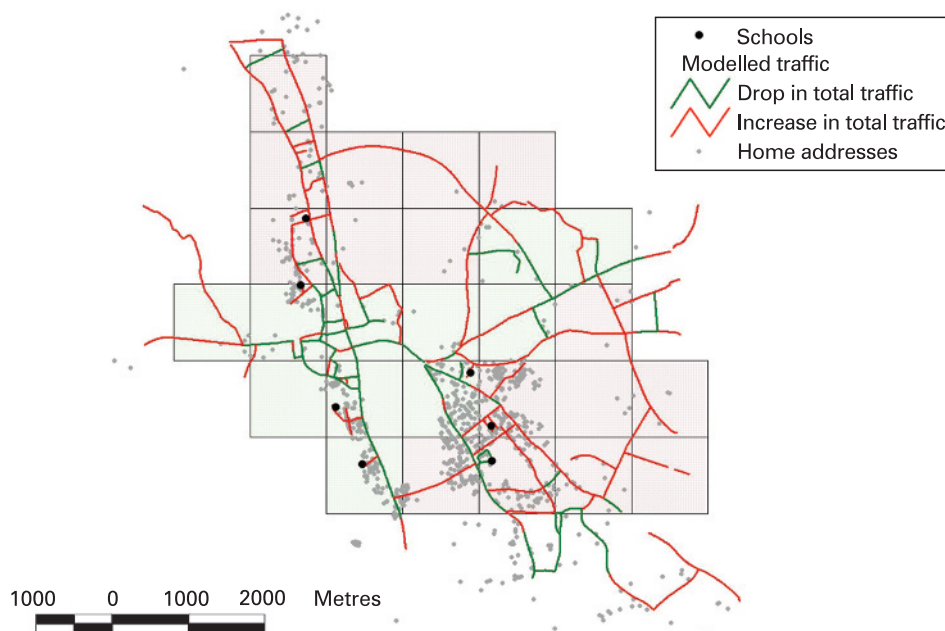 Schools
Modelled traffic
Drop in total traffic
Increase in total traffic
Home addresses
1000 0 1000 2000 Metres